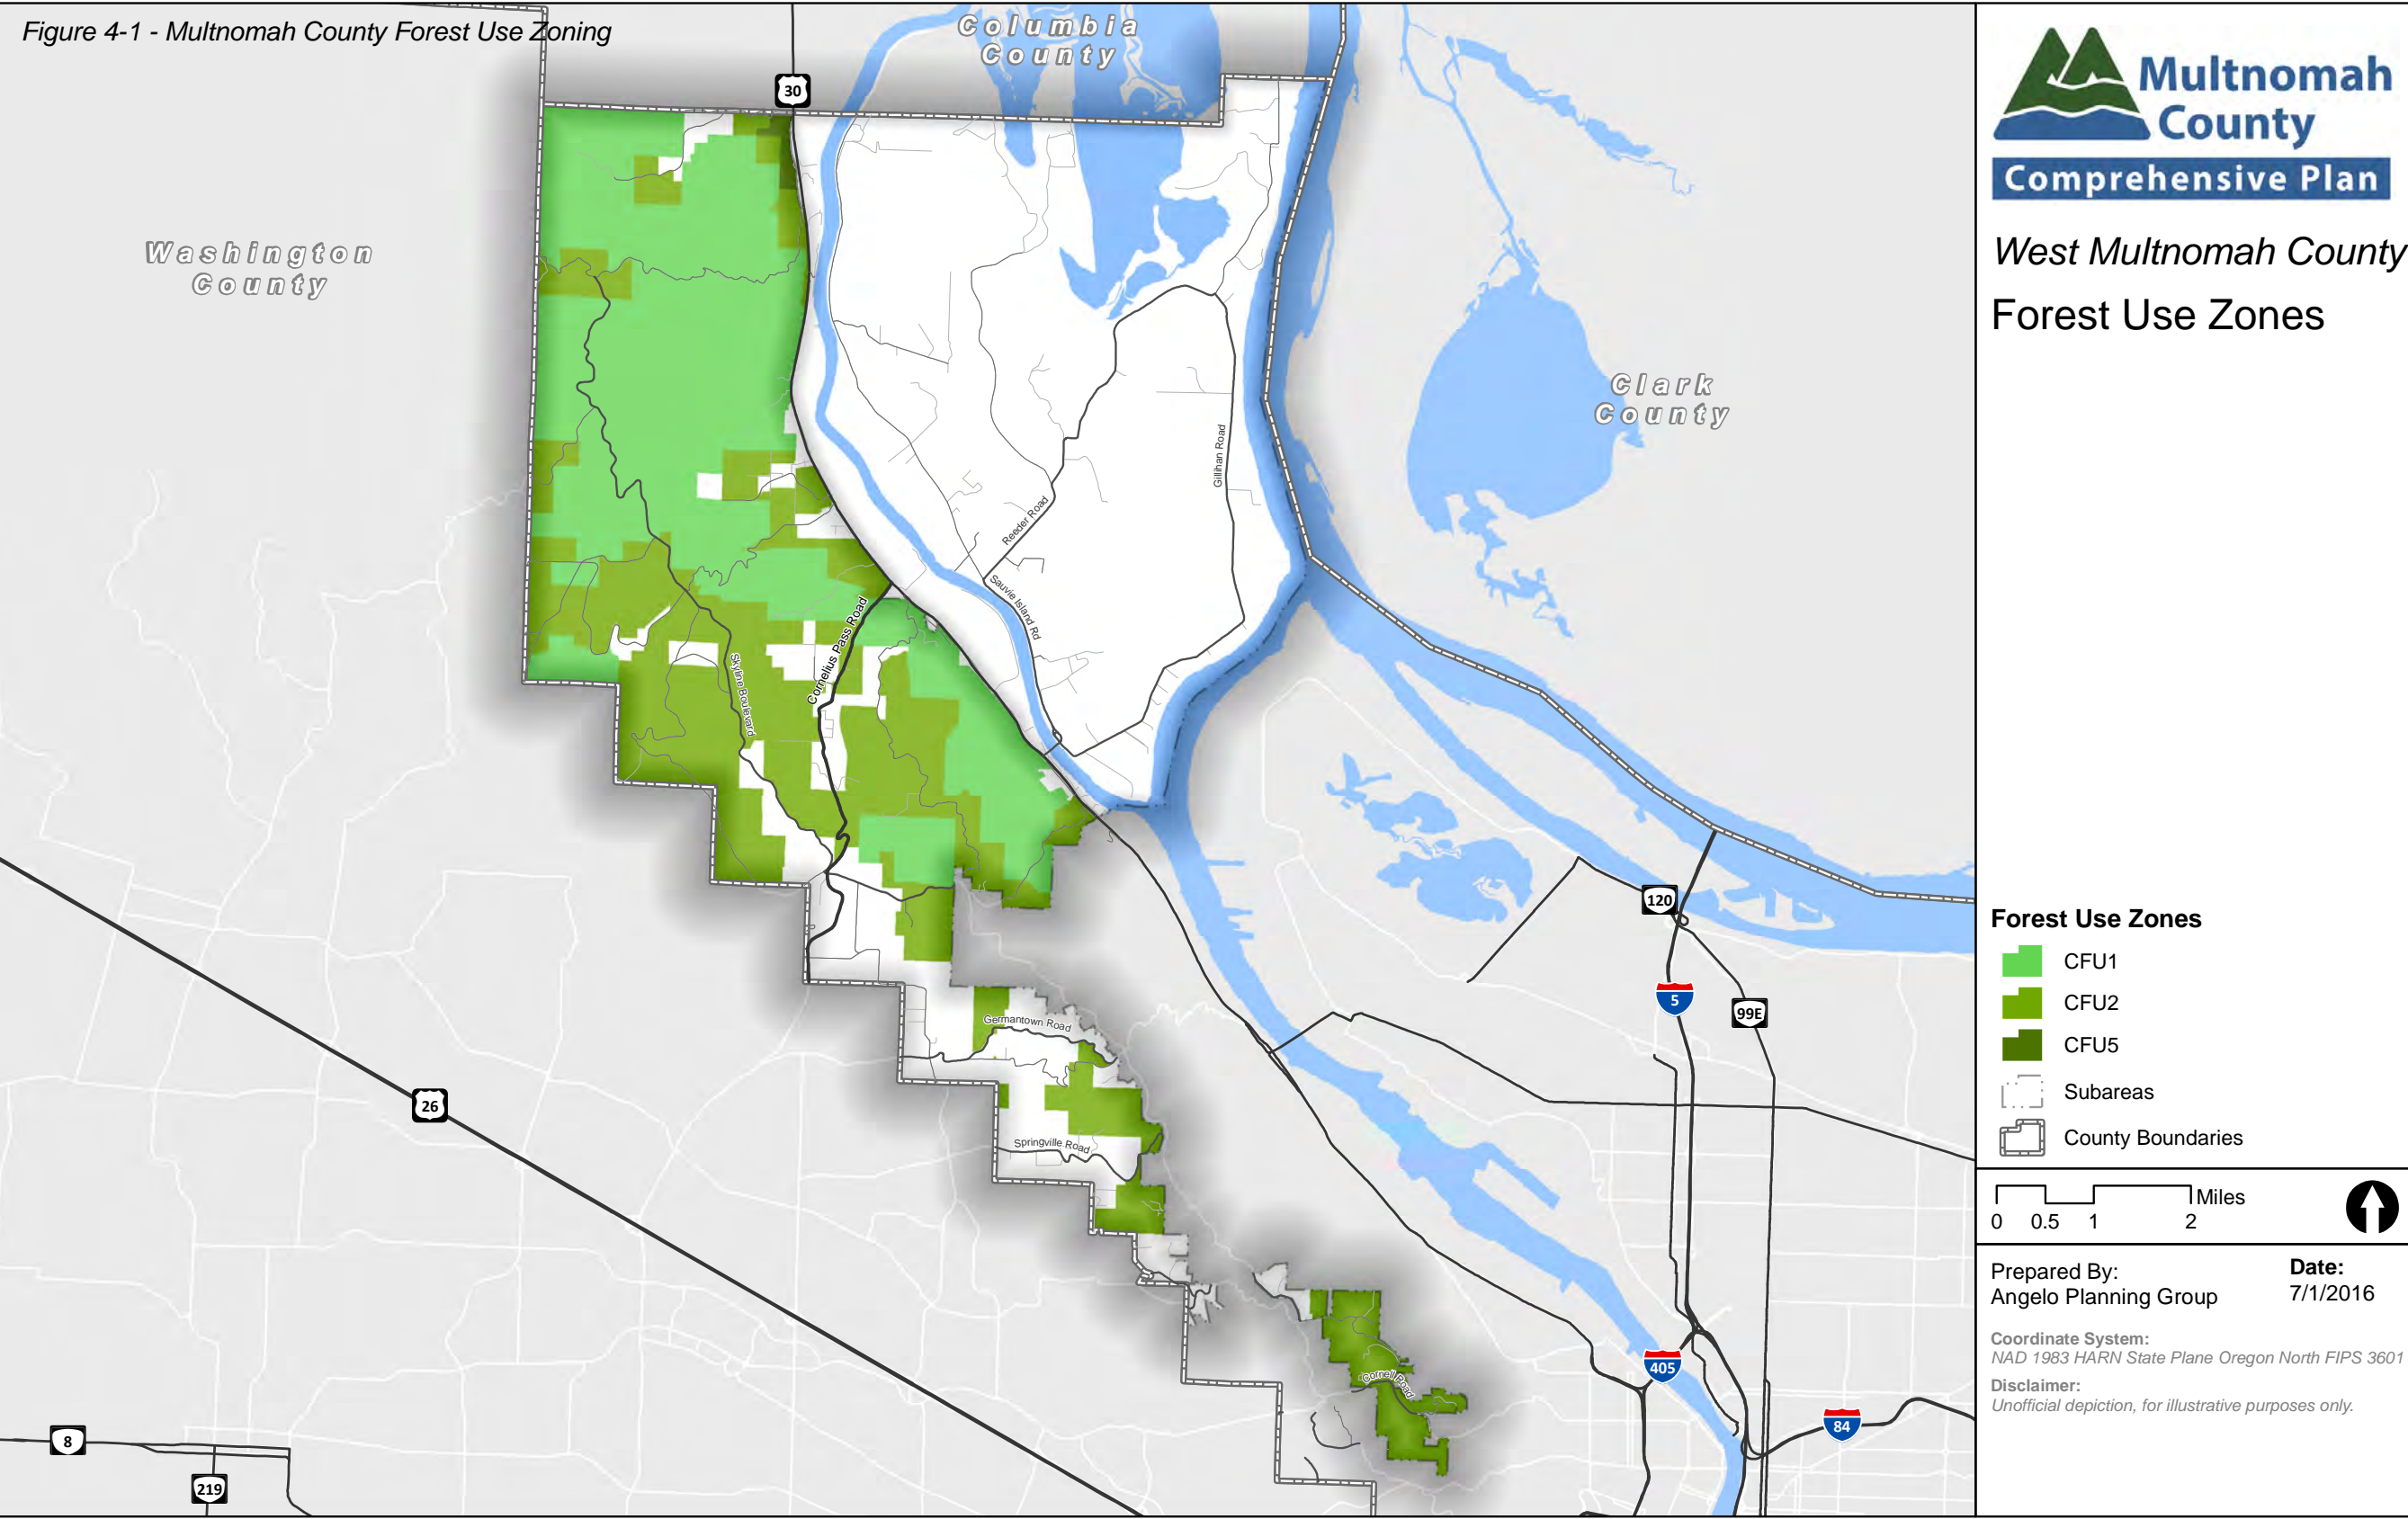 Figure 4-1 - Multnomah County Forest Use Zoning
Columbia
County
30
Washington
County
Clark
County
Gillihan Road
Reeder Road
Sauvie Island Rd
Cornelius Pass Road
Skyline Boulevard
120
5
99E
Germantown Road
26
Springville Road
Cornell Road
405
84
8
219
Multnomah
County
Comprehensive Plan
West Multnomah County
Forest Use Zones
Forest Use Zones
CFU1
CFU2
CFU5
Subareas
County Boundaries
Miles
0 0.5 1 2
Prepared By:
Angelo Planning Group
Date:
7/1/2016
Coordinate System:
NAD 1983 HARN State Plane Oregon North FIPS 3601
Disclaimer:
Unofficial depiction, for illustrative purposes only.